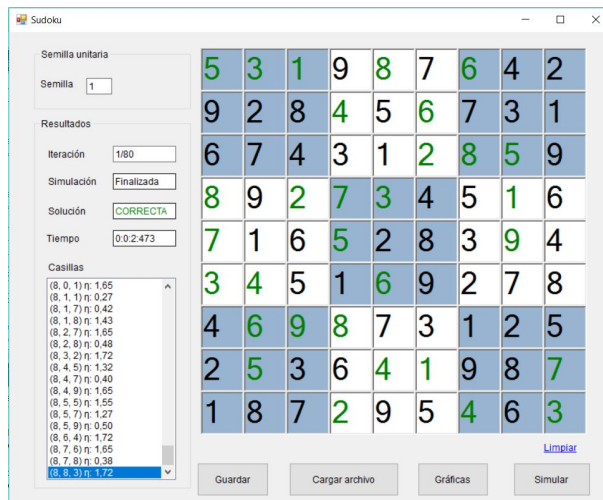 Sudoku
Semilla unitaria
Semilla 1
Resultados
Iteración 1/80
Simulación Finalizada
Solución CORRECTA
Tiempo 0:0:2:473
Casillas
(8, 0, 1) η: 1,65
(8, 1, 1) η: 0,27
(8, 1, 7) η: 0,42
(8, 1, 8) η: 1,43
(8, 2, 7) η: 1,65
(8, 2, 8) η: 0,48
(8, 3, 2) η: 1,72
(8, 4, 5) η: 1,32
(8, 4, 7) η: 0,40
(8, 4, 9) η: 1,65
(8, 5, 5) η: 1,55
(8, 5, 7) η: 1,27
(8, 5, 9) η: 0,50
(8, 6, 4) η: 1,72
(8, 7, 6) η: 1,65
(8, 7, 8) η: 0,38
(8, 8, 3) η: 1,72
5 3 1 9 8 7 6 4 2
9 2 8 4 5 6 7 3 1
6 7 4 3 1 2 8 5 9
8 9 2 7 3 4 5 1 6
7 1 6 5 2 8 3 9 4
3 4 5 1 6 9 2 7 8
4 6 9 8 7 3 1 2 5
2 5 3 6 4 1 9 8 7
1 8 7 2 9 5 4 6 3
Limpiar
Guardar Cargar archivo Gráficas Simular